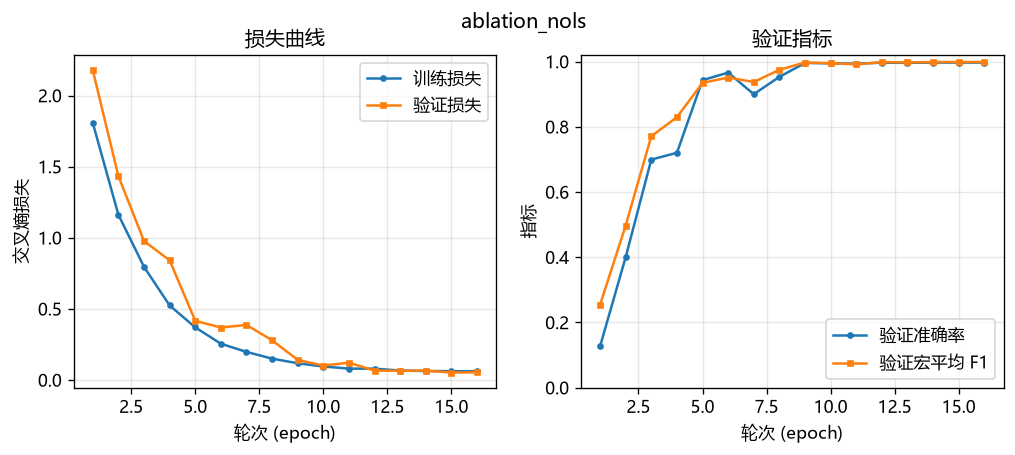 ablation_nols
损失曲线
训练损失
验证损失
交叉熵损失
2.0
1.5
1.0
0.5
0.0
2.5 5.0 7.5 10.0 12.5 15.0
轮次 (epoch)
验证指标
指标
1.0
0.8
0.6
0.4
0.2
0.0
验证准确率
验证宏平均 F1
2.5 5.0 7.5 10.0 12.5 15.0
轮次 (epoch)